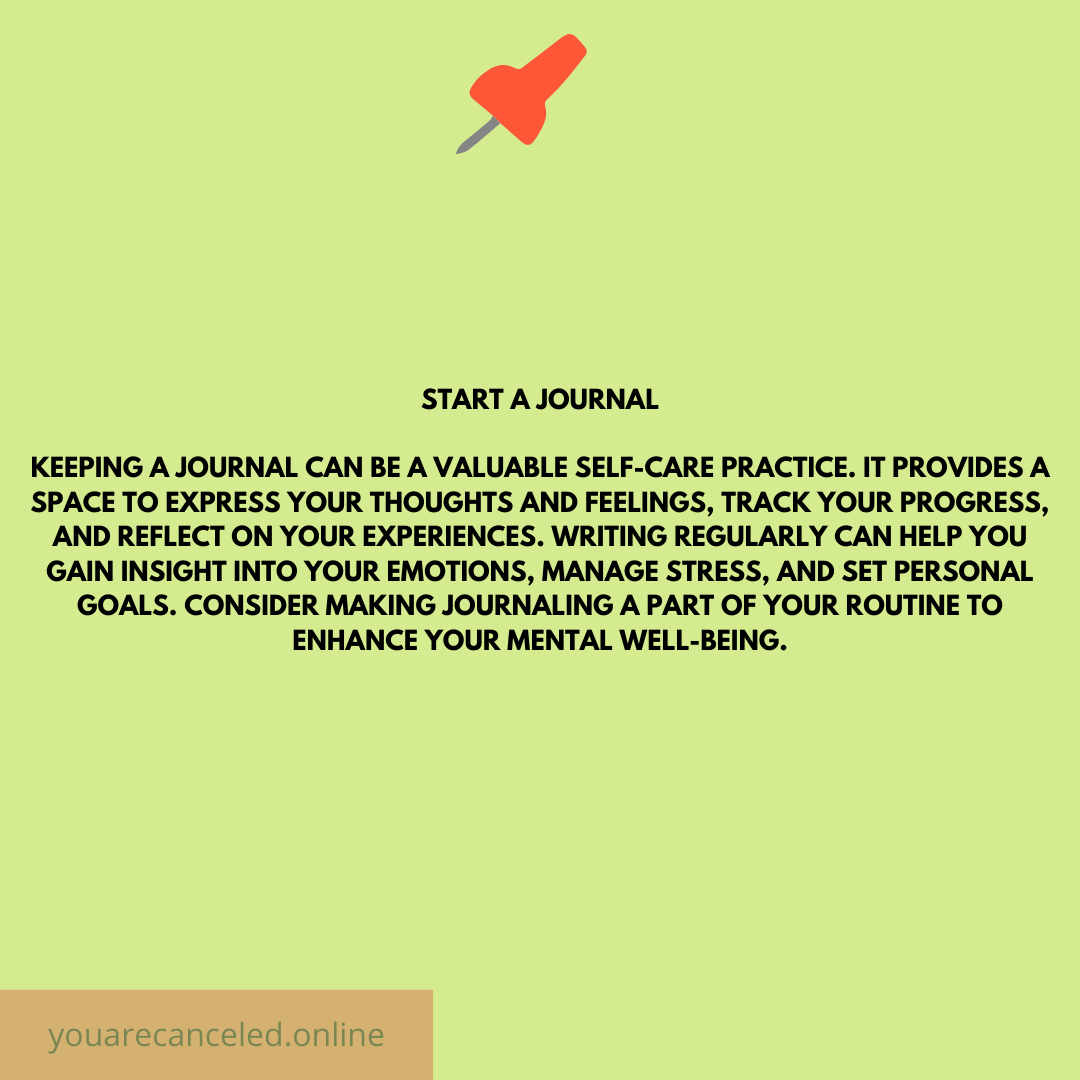 START A JOURNAL
KEEPING A JOURNAL CAN BE A VALUABLE SELF-CARE PRACTICE. IT PROVIDES A
SPACE TO EXPRESS YOUR THOUGHTS AND FEELINGS, TRACK YOUR PROGRESS,
AND REFLECT ON YOUR EXPERIENCES. WRITING REGULARLY CAN HELP YOU
GAIN INSIGHT INTO YOUR EMOTIONS, MANAGE STRESS, AND SET PERSONAL
GOALS. CONSIDER MAKING JOURNALING A PART OF YOUR ROUTINE TO
ENHANCE YOUR MENTAL WELL-BEING.
youarecanceled.online